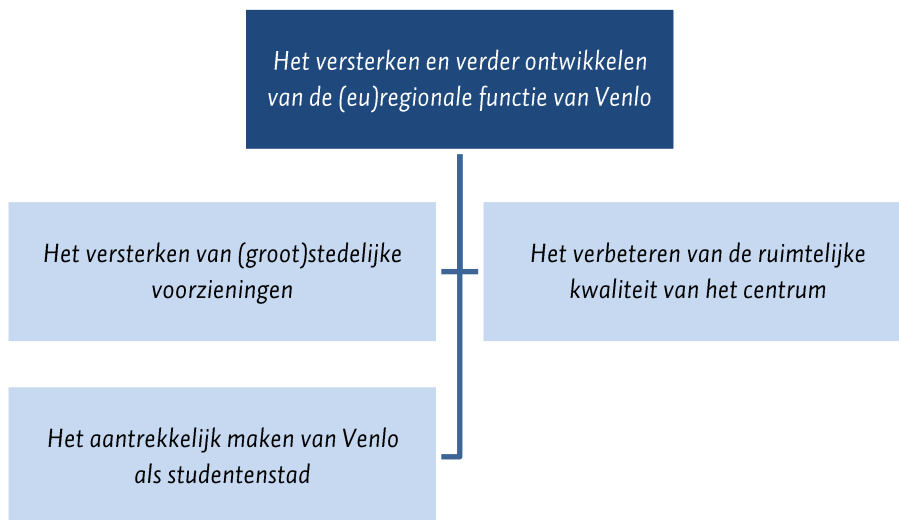 Het versterken en verder ontwikkelen
van de (eu)regionale functie van Venlo
Het versterken van (groot)stedelijke
voorzieningen
Het verbeteren van de ruimtelijke
kwaliteit van het centrum
Het aantrekkelijk maken van Venlo
als studentenstad